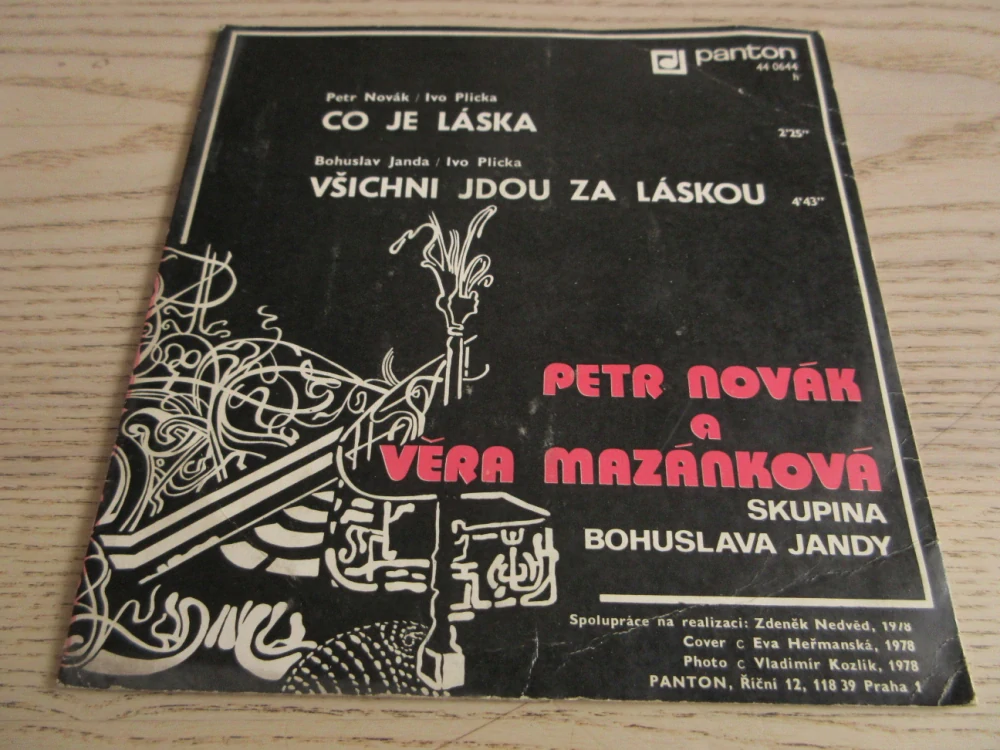 panton
44 0644
h
Petr Novák / Ivo Plicka
CO JE LÁSKA 2'25"
Bohuslav Janda / Ivo Plicka
VŠICHNI JDOU ZA LÁSKOU 4'43"
PETR NOVÁK
a
VĚRA MAZÁNKOVÁ
SKUPINA
BOHUSLAVA JANDY
Spolupráce na realizaci: Zdeněk Nedvěd, 1978
Cover c Eva Heřmanská, 1978
Photo c Vladimír Kozlík, 1978
PANTON, Říční 12, 118 39 Praha 1